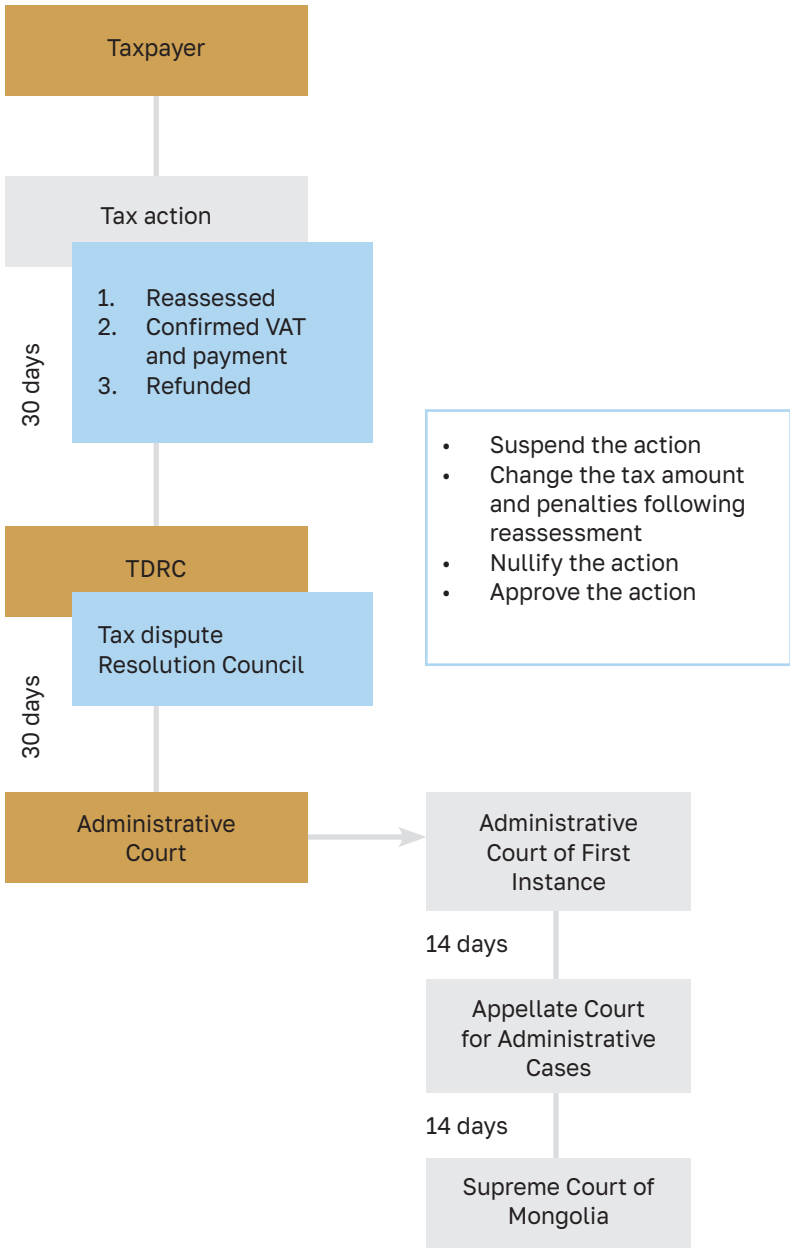 Taxpayer
Tax action
1. Reassessed
2. Confirmed VAT
and payment
3. Refunded
30 days
• Suspend the action
• Change the tax amount
and penalties following
reassessment
• Nullify the action
• Approve the action
TDRC
Tax dispute
Resolution Council
30 days
Administrative
Court
Administrative
Court of First
Instance
14 days
Appellate Court
for Administrative
Cases
14 days
Supreme Court of
Mongolia